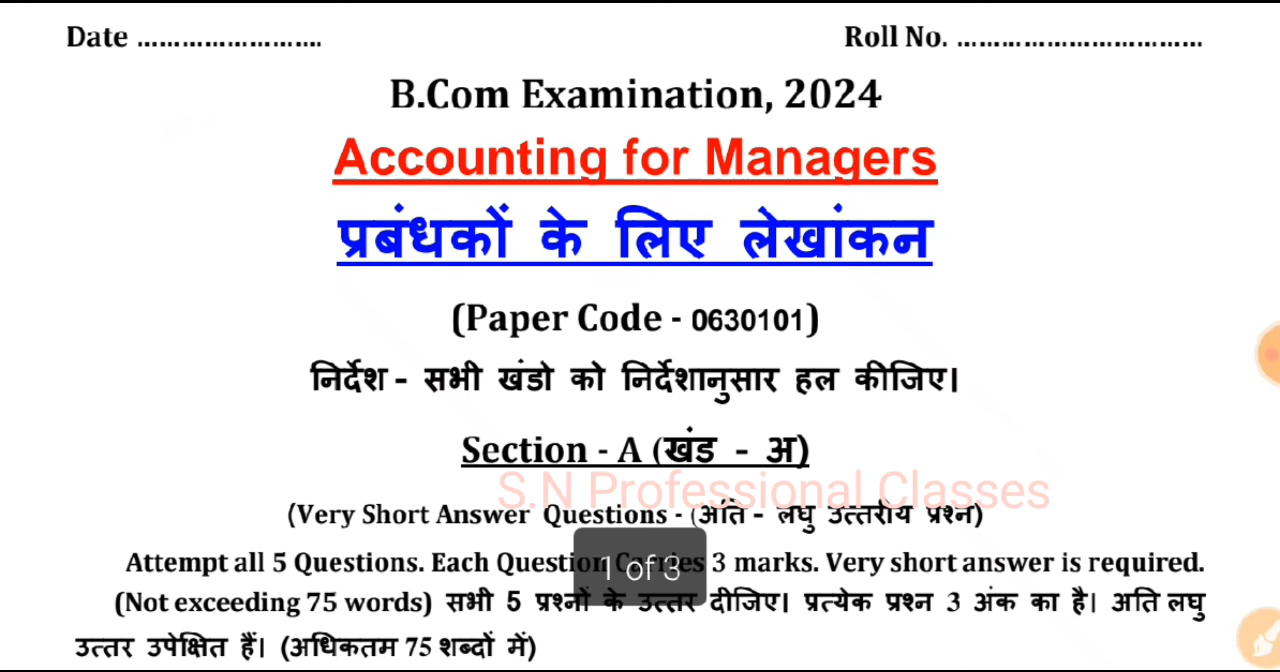 Date ........................ Roll No. ..................................
B.Com Examination, 2024
Accounting for Managers
प्रबंधकों के लिए लेखांकन
(Paper Code - 0630101)
निर्देश - सभी खंडो को निर्देशानुसार हल कीजिए।
Section - A (खंड - अ)
S.N Professional Classes
(Very Short Answer Questions - (अति - लघु उत्तरीय प्रश्न)
Attempt all 5 Questions. Each Question Carries 3 marks. Very short answer is required.
1 of 3
(Not exceeding 75 words) सभी 5 प्रश्नों के उत्तर दीजिए। प्रत्येक प्रश्न 3 अंक का है। अति लघु
उत्तर उपेक्षित हैं। (अधिकतम 75 शब्दों में)